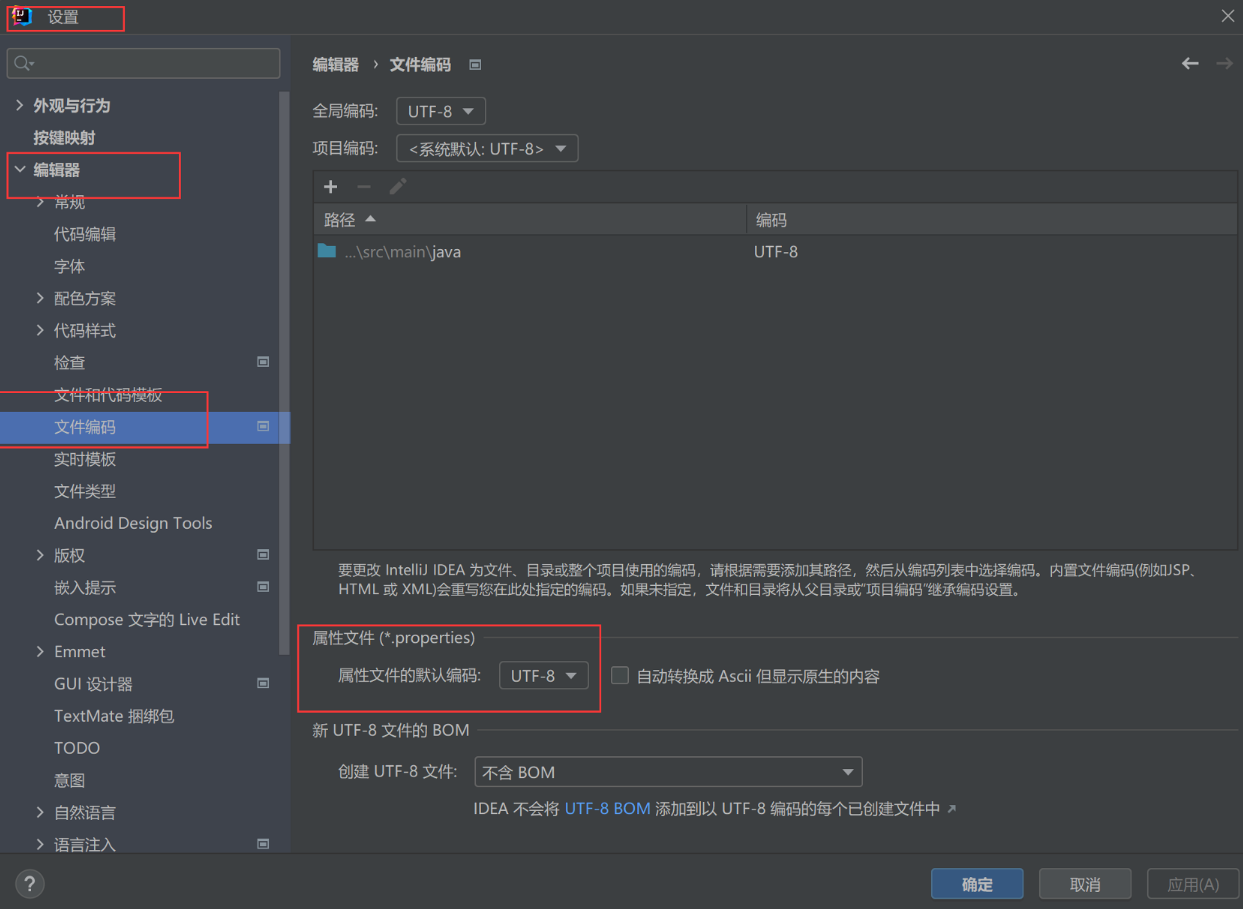 设置
外观与行为
按键映射
编辑器
常规
代码编辑
字体
配色方案
代码样式
检查
文件和代码模板
文件编码
实时模板
文件类型
Android Design Tools
版权
嵌入提示
Compose 文字的 Live Edit
Emmet
GUI 设计器
TextMate 捆绑包
TODO
意图
自然语言
语言注入
编辑器 › 文件编码
全局编码: UTF-8
项目编码: <系统默认: UTF-8>
路径 编码
...\src\main\java UTF-8
要更改 IntelliJ IDEA 为文件、目录或整个项目使用的编码，请根据需要添加其路径，然后从编码列表中选择编码。内置文件编码(例如JSP、
HTML 或 XML)会重写您在此处指定的编码。如果未指定，文件和目录将从父目录或“项目编码”继承编码设置。
属性文件 (*.properties)
属性文件的默认编码: UTF-8 自动转换成 Ascii 但显示原生的内容
新 UTF-8 文件的 BOM
创建 UTF-8 文件: 不含 BOM
IDEA 不会将 UTF-8 BOM 添加到以 UTF-8 编码的每个已创建文件中 ↗
? 确定 取消 应用(A)